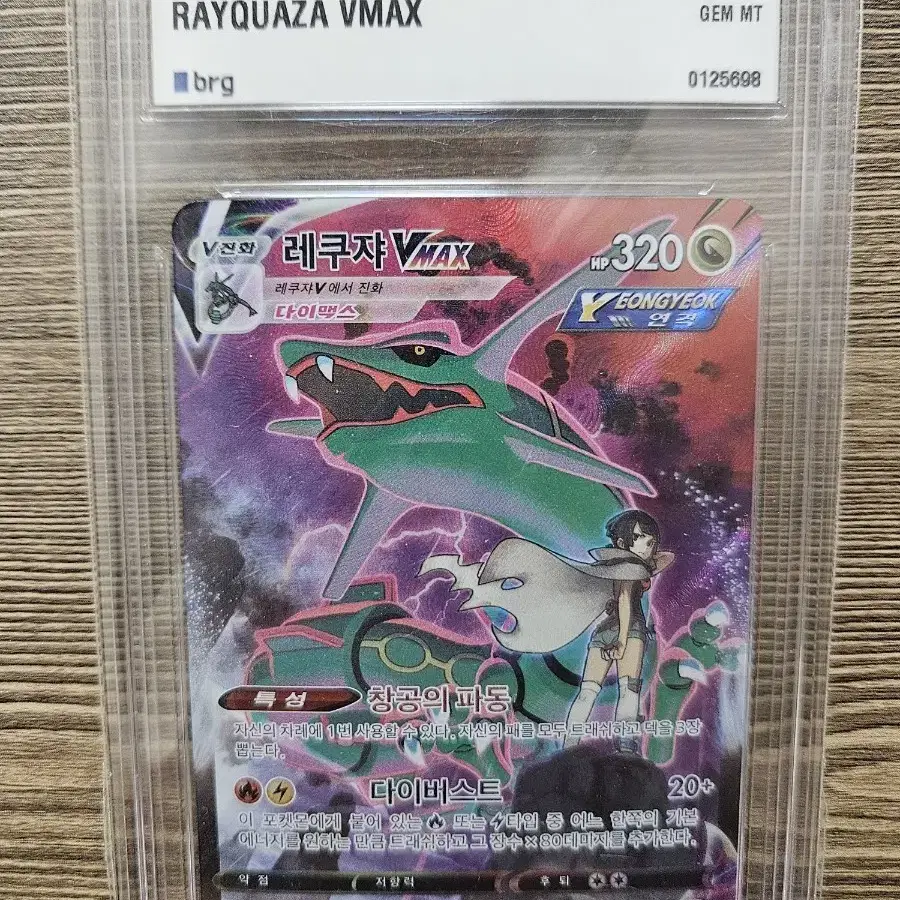 RAYQUAZA VMAX
GEM MT
brg
0125698
V진화
레쿠쟈 VMAX
HP 320
레쿠쟈V에서 진화
다이맥스
YEONGYEOK
연격
특성 창공의 파동
자신의 차례에 1번 사용할 수 있다. 자신의 패를 모두 트래쉬하고 덱을 3장
뽑는다.
다이버스트 20+
이 포켓몬에게 붙어 있는 또는 타입 중 어느 한쪽의 기본
에너지를 원하는 만큼 트래쉬하고 그 장수 × 80데미지를 추가한다.
약점 저항력 후퇴